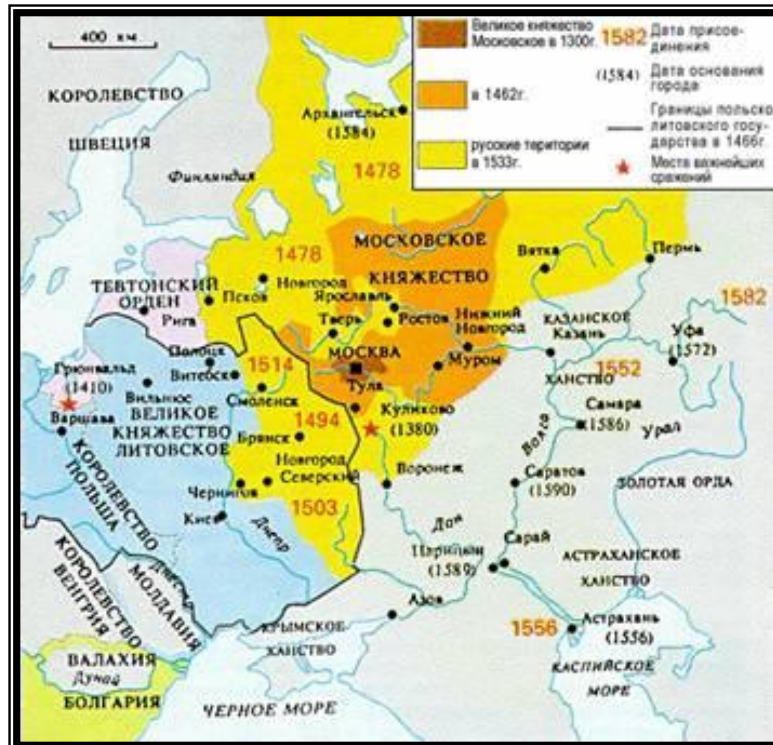 400 км
Великое княжество
Московское в 1300г.
в 1462г.
русские територии
в 1533г.
1582 Дата присое-
динения
(1584) Дата основания
города
Границы польско
литовского госу-
дарства в 1466г.
Места важнейших
сражений
КОРОЛЕВСТВО
ШВЕЦИЯ
Финляндия
Архангельск
(1584)
1478
1478
Новгород
Псков
ТЕВТОНСКИЙ
ОРДЕН
Рига
МОСКОВСКОЕ
КНЯЖЕСТВО
Ярославль
Ростов
Тверь
Нижний
Новгород
МОСКВА
Муром
Тула
Вятка
Пермь
1582
КАЗАНСКОЕ
Казань
ХАНСТВО
1552
Уфа
(1572)
Самара
(1586)
Урал
Волга
Саратов
(1590)
ЗОЛОТАЯ ОРДА
Полоцк
Витебск
1514
Смоленск
Грюнвальд
(1410)
Вильнюс
ВЕЛИКОЕ
КНЯЖЕСТВО
ЛИТОВСКОЕ
Варшава
1494
Брянск
Куликово
(1380)
Новгород
Северский
Чернигов
1503
Воронеж
КОРОЛЕВСТВО
ПОЛЬША
Киев
Днепр
Дон
Царицын
(1589)
Сарай
АСТРАХАНСКОЕ
ХАНСТВО
Азов
1556
Астрахань
(1556)
КАСПИЙСКОЕ
МОРЕ
КОРОЛЕВСТВО
ВЕНГРИЯ
МОЛДАВИЯ
КРЫМСКОЕ
ХАНСТВО
ВАЛАХИЯ
Дунай
БОЛГАРИЯ
ЧЕРНОЕ МОРЕ